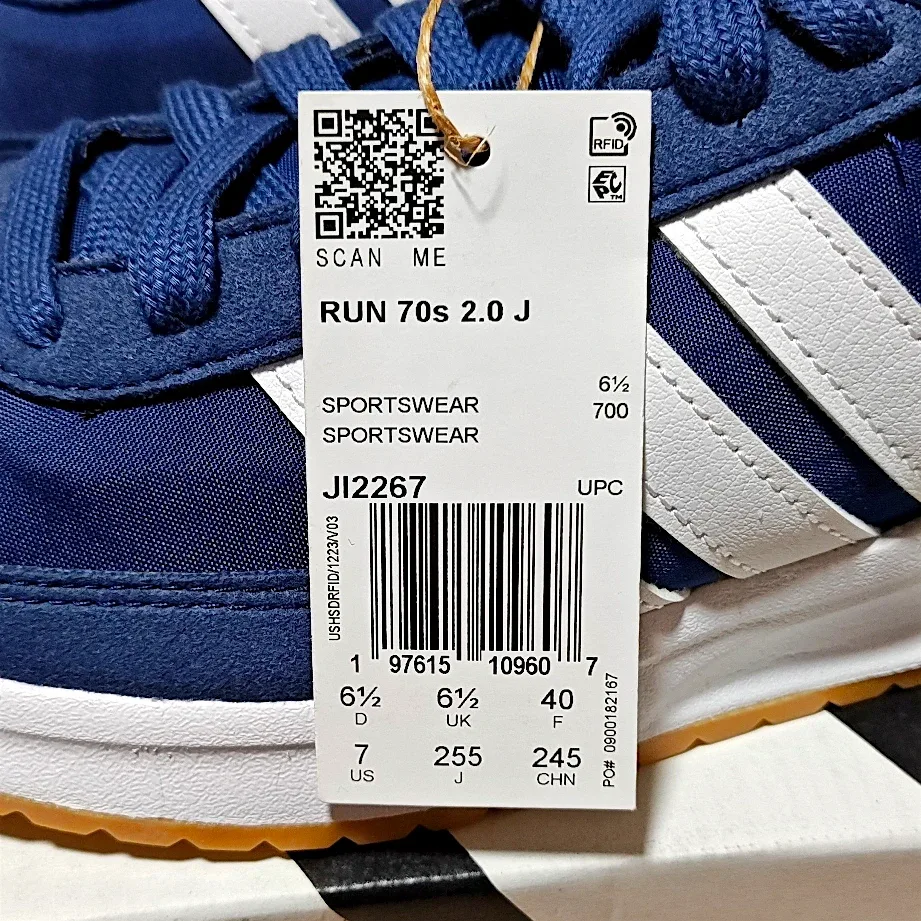 RFID
EPC™
SCAN ME
RUN 70s 2.0 J
6½
SPORTSWEAR 700
SPORTSWEAR
JI2267 UPC
USHSDRFID/1223/V03
1 97615 10960 7
6½ 6½ 40
D UK F
7 255 245
US J CHN
PO# 0900182167